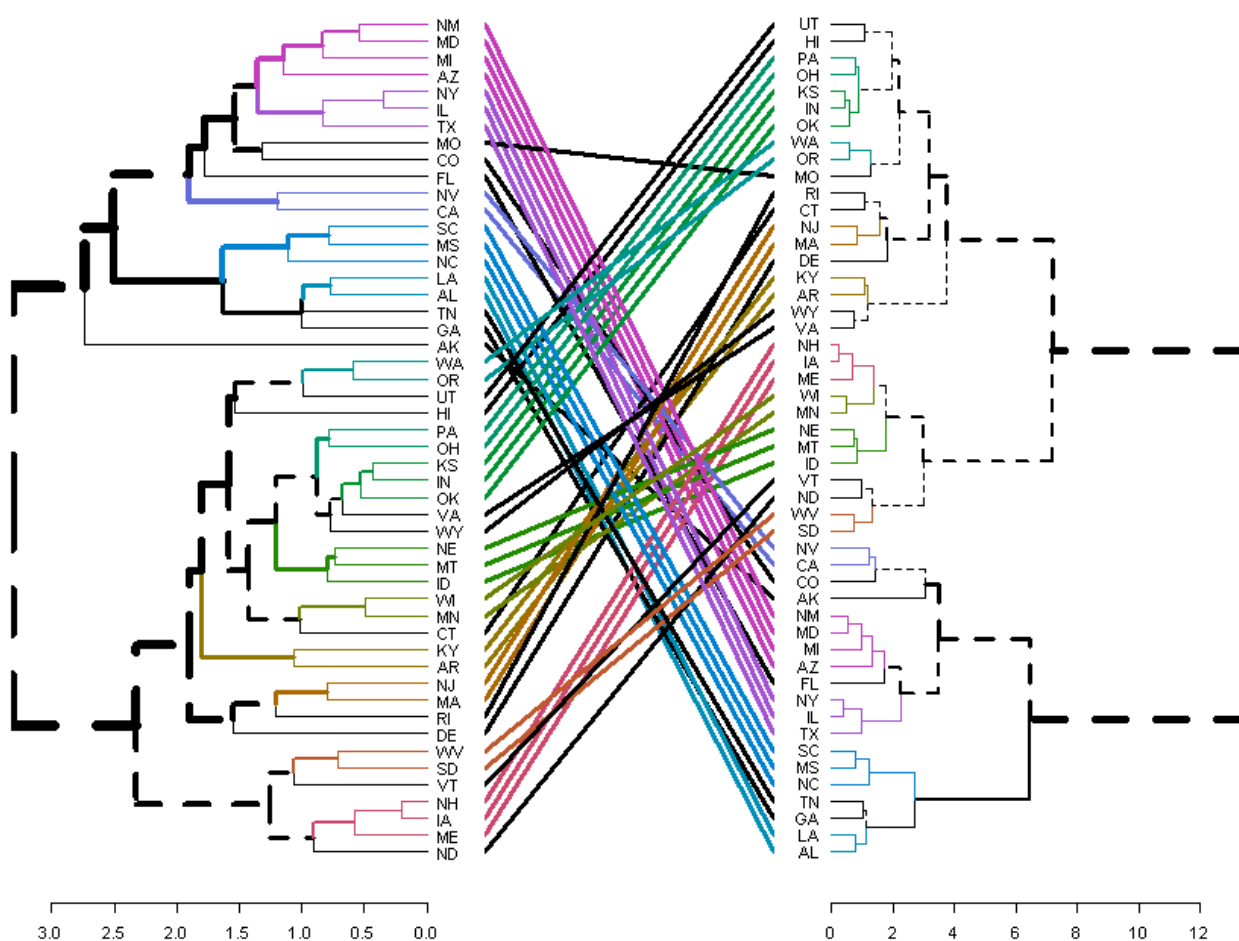 NM UT
MD HI
MI PA
AZ OH
NY KS
IL IN
TX OK
MO WA
CO OR
FL MO
NV RI
CA CT
SC NJ
MS MA
NC DE
LA KY
AL AR
TN WY
GA VA
AK NH
WA IA
OR ME
UT WI
HI MN
PA NE
OH MT
KS ID
IN VT
OK ND
VA WV
WY SD
NE NV
MT CA
ID CO
WI AK
MN NM
CT MD
KY MI
AR AZ
NJ FL
MA NY
RI IL
DE TX
WV SC
SD MS
VT NC
NH TN
IA GA
ME LA
ND AL
3.0 2.5 2.0 1.5 1.0 0.5 0.0 0 2 4 6 8 10 12